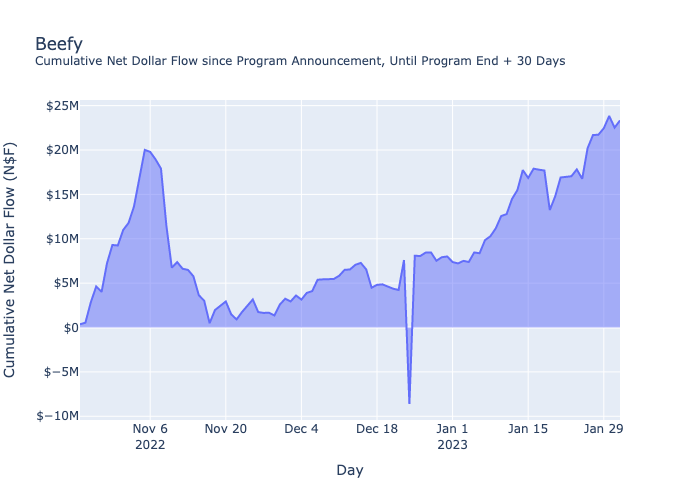 Beefy
Cumulative Net Dollar Flow since Program Announcement, Until Program End + 30 Days
Cumulative Net Dollar Flow (N$F)
$25M
$20M
$15M
$10M
$5M
$0
$−5M
$−10M
Nov 6
2022
Nov 20
Dec 4
Dec 18
Jan 1
2023
Jan 15
Jan 29
Day